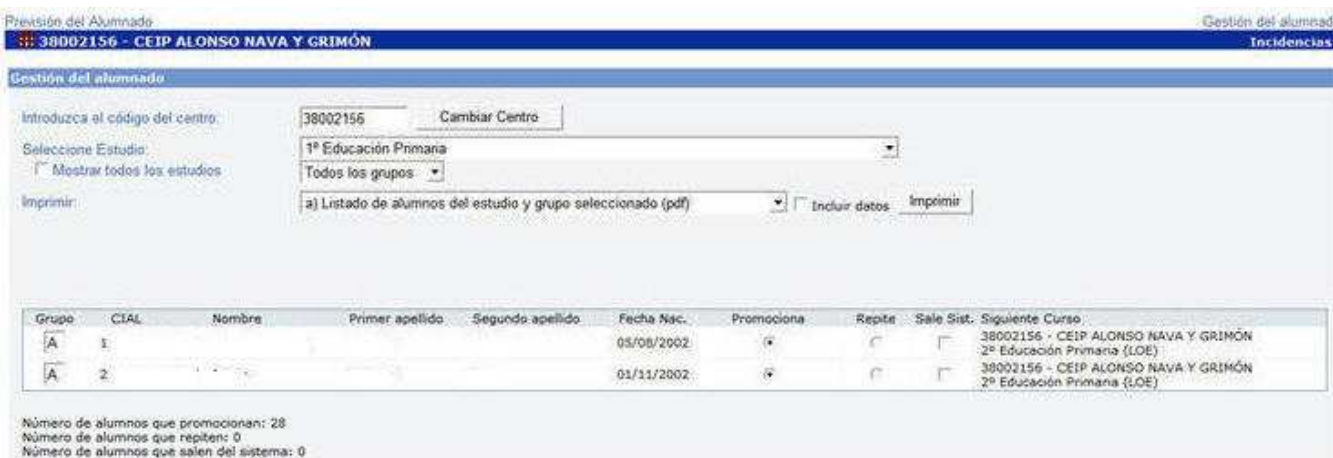 Previsión del Alumnado Gestión del alumnad
38002156 - CEIP ALONSO NAVA Y GRIMÓN Incidencias
Gestión del alumnado
Introduzca el código del centro: 38002156 Cambiar Centro
Seleccione Estudio: 1º Educación Primaria
Mostrar todos los estudios Todos los grupos
Imprimir: a) Listado de alumnos del estudio y grupo seleccionado (pdf) Incluir datos Imprimir
Grupo CIAL Nombre Primer apellido Segundo apellido Fecha Nac. Promociona Repite Sale Sist. Siguiente Curso
A 1 05/08/2002 38002156 - CEIP ALONSO NAVA Y GRIMÓN
2º Educación Primaria (LOE)
A 2 01/11/2002 38002156 - CEIP ALONSO NAVA Y GRIMÓN
2º Educación Primaria (LOE)
Número de alumnos que promocionan: 28
Número de alumnos que repiten: 0
Número de alumnos que salen del sistema: 0